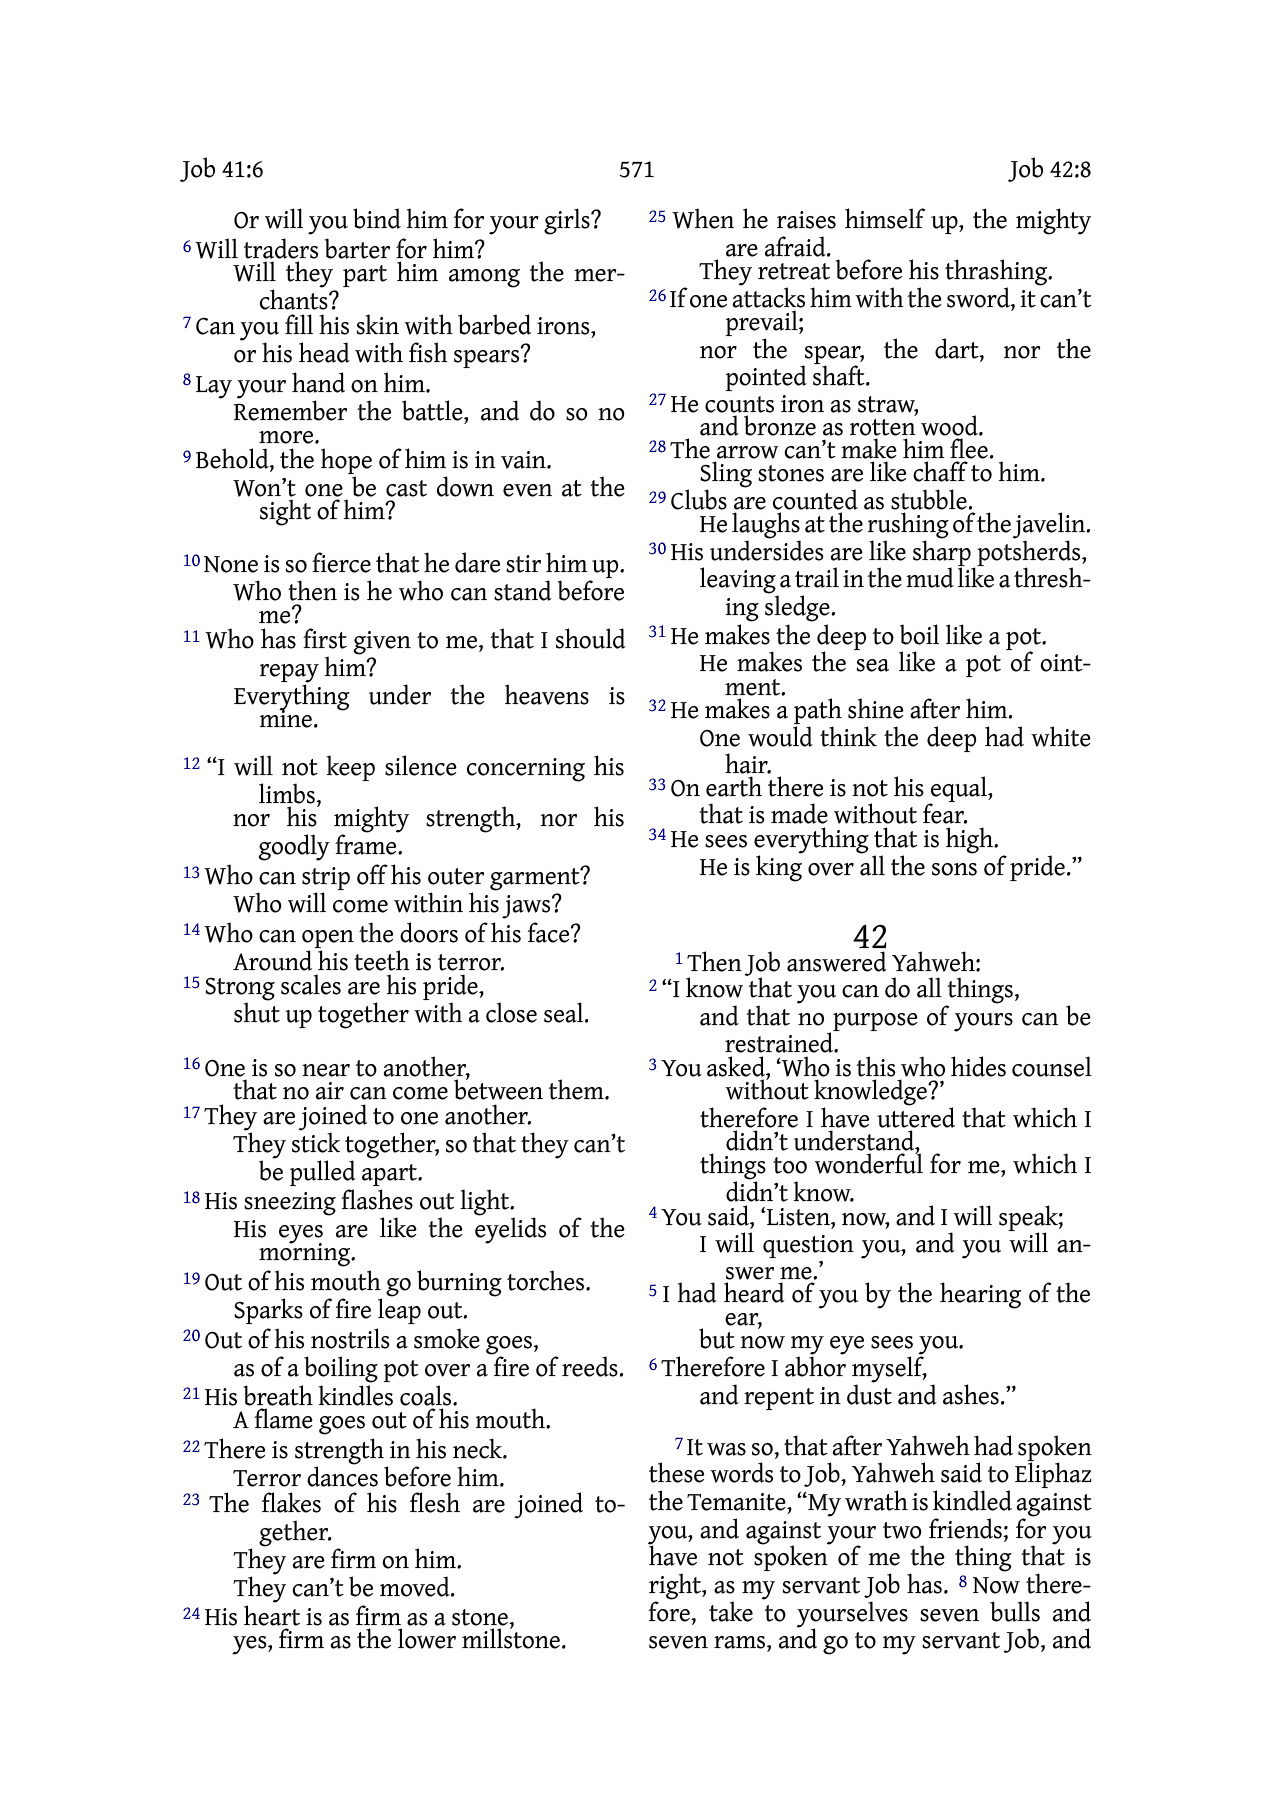 Job 41:6 571 Job 42:8
Or will you bind him for your girls?
6 Will traders barter for him?
Will they part him among the mer-
chants?
7 Can you fill his skin with barbed irons,
or his head with fish spears?
8 Lay your hand on him.
Remember the battle, and do so no
more.
9 Behold, the hope of him is in vain.
Won’t one be cast down even at the
sight of him?
10 None is so fierce that he dare stir him up.
Who then is he who can stand before
me?
11 Who has first given to me, that I should
repay him?
Everything under the heavens is
mine.
12 “I will not keep silence concerning his
limbs,
nor his mighty strength, nor his
goodly frame.
13 Who can strip off his outer garment?
Who will come within his jaws?
14 Who can open the doors of his face?
Around his teeth is terror.
15 Strong scales are his pride,
shut up together with a close seal.
16 One is so near to another,
that no air can come between them.
17 They are joined to one another.
They stick together, so that they can’t
be pulled apart.
18 His sneezing flashes out light.
His eyes are like the eyelids of the
morning.
19 Out of his mouth go burning torches.
Sparks of fire leap out.
20 Out of his nostrils a smoke goes,
as of a boiling pot over a fire of reeds.
21 His breath kindles coals.
A flame goes out of his mouth.
22 There is strength in his neck.
Terror dances before him.
23 The flakes of his flesh are joined to-
gether.
They are firm on him.
They can’t be moved.
24 His heart is as firm as a stone,
yes, firm as the lower millstone.
25 When he raises himself up, the mighty
are afraid.
They retreat before his thrashing.
26 If one attacks him with the sword, it can’t
prevail;
nor the spear, the dart, nor the
pointed shaft.
27 He counts iron as straw,
and bronze as rotten wood.
28 The arrow can’t make him flee.
Sling stones are like chaff to him.
29 Clubs are counted as stubble.
He laughs at the rushing of the javelin.
30 His undersides are like sharp potsherds,
leaving a trail in the mud like a thresh-
ing sledge.
31 He makes the deep to boil like a pot.
He makes the sea like a pot of oint-
ment.
32 He makes a path shine after him.
One would think the deep had white
hair.
33 On earth there is not his equal,
that is made without fear.
34 He sees everything that is high.
He is king over all the sons of pride.”
42
1 Then Job answered Yahweh:
2 “I know that you can do all things,
and that no purpose of yours can be
restrained.
3 You asked, ‘Who is this who hides counsel
without knowledge?’
therefore I have uttered that which I
didn’t understand,
things too wonderful for me, which I
didn’t know.
4 You said, ‘Listen, now, and I will speak;
I will question you, and you will an-
swer me.’
5 I had heard of you by the hearing of the
ear,
but now my eye sees you.
6 Therefore I abhor myself,
and repent in dust and ashes.”
7 It was so, that after Yahweh had spoken
these words to Job, Yahweh said to Eliphaz
the Temanite, “My wrath is kindled against
you, and against your two friends; for you
have not spoken of me the thing that is
right, as my servant Job has. 8 Now there-
fore, take to yourselves seven bulls and
seven rams, and go to my servant Job, and